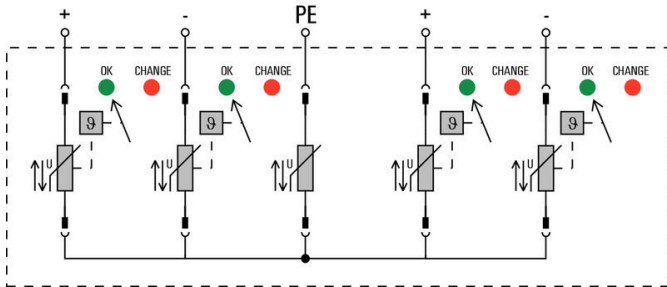 + - PE + -
OK CHANGE OK CHANGE OK CHANGE OK CHANGE
ϑ ϑ ϑ ϑ
U U U U U